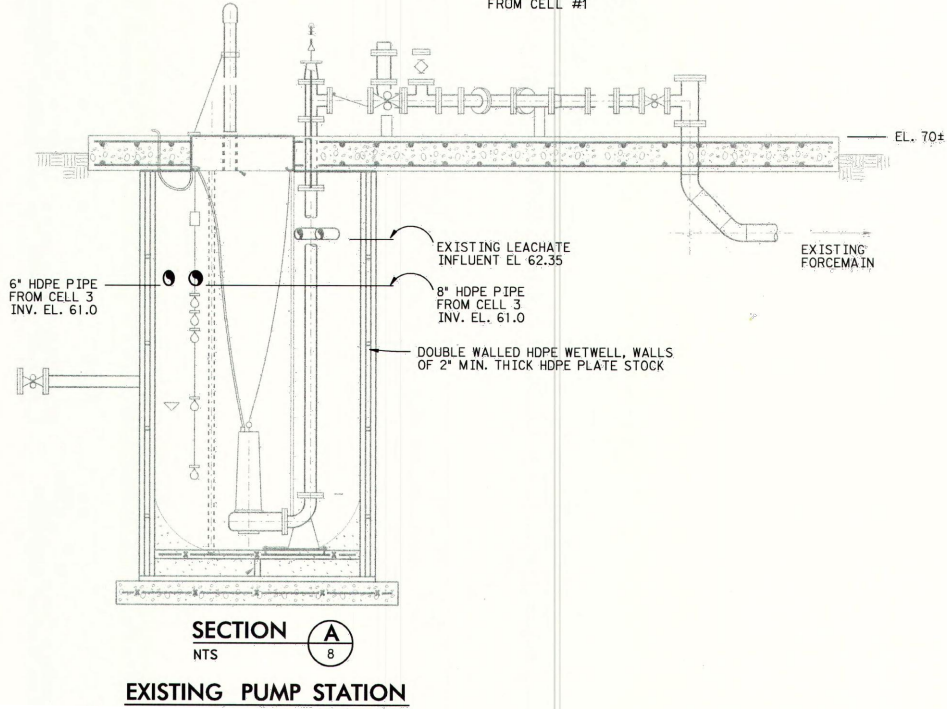 FROM CELL #1
EL. 70±
EXISTING LEACHATE
INFLUENT EL 62.35
EXISTING
FORCEMAIN
6" HDPE PIPE
FROM CELL 3
INV. EL. 61.0
8" HDPE PIPE
FROM CELL 3
INV. EL. 61.0
DOUBLE WALLED HDPE WETWELL, WALLS
OF 2" MIN. THICK HDPE PLATE STOCK
SECTION A
NTS 8
EXISTING PUMP STATION